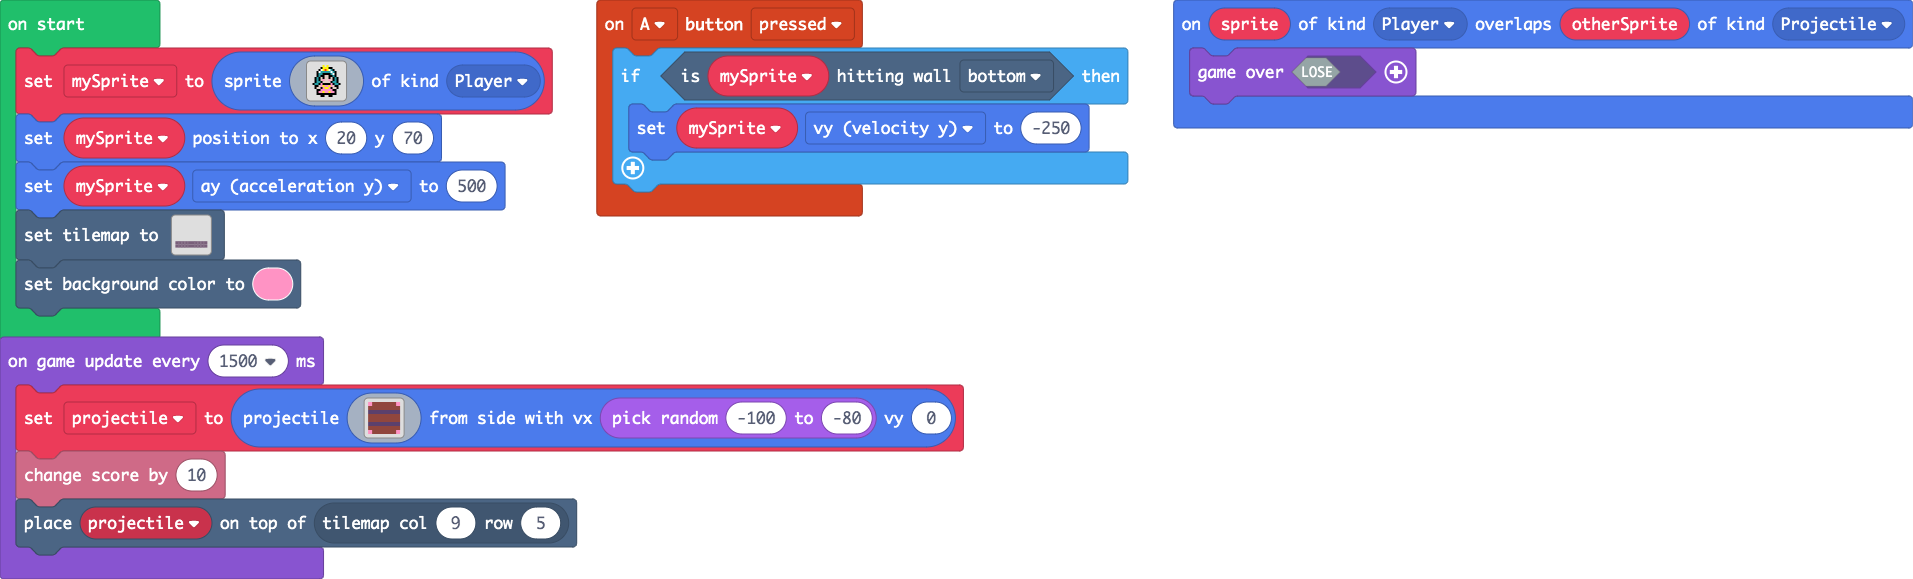 on start
set mySprite to sprite of kind Player
set mySprite position to x 20 y 70
set mySprite ay (acceleration y) to 500
set tilemap to
set background color to
on A button pressed
if is mySprite hitting wall bottom then
set mySprite vy (velocity y) to -250
on sprite of kind Player overlaps otherSprite of kind Projectile
game over LOSE
on game update every 1500 ms
set projectile to projectile from side with vx pick random -100 to -80 vy 0
change score by 10
place projectile on top of tilemap col 9 row 5